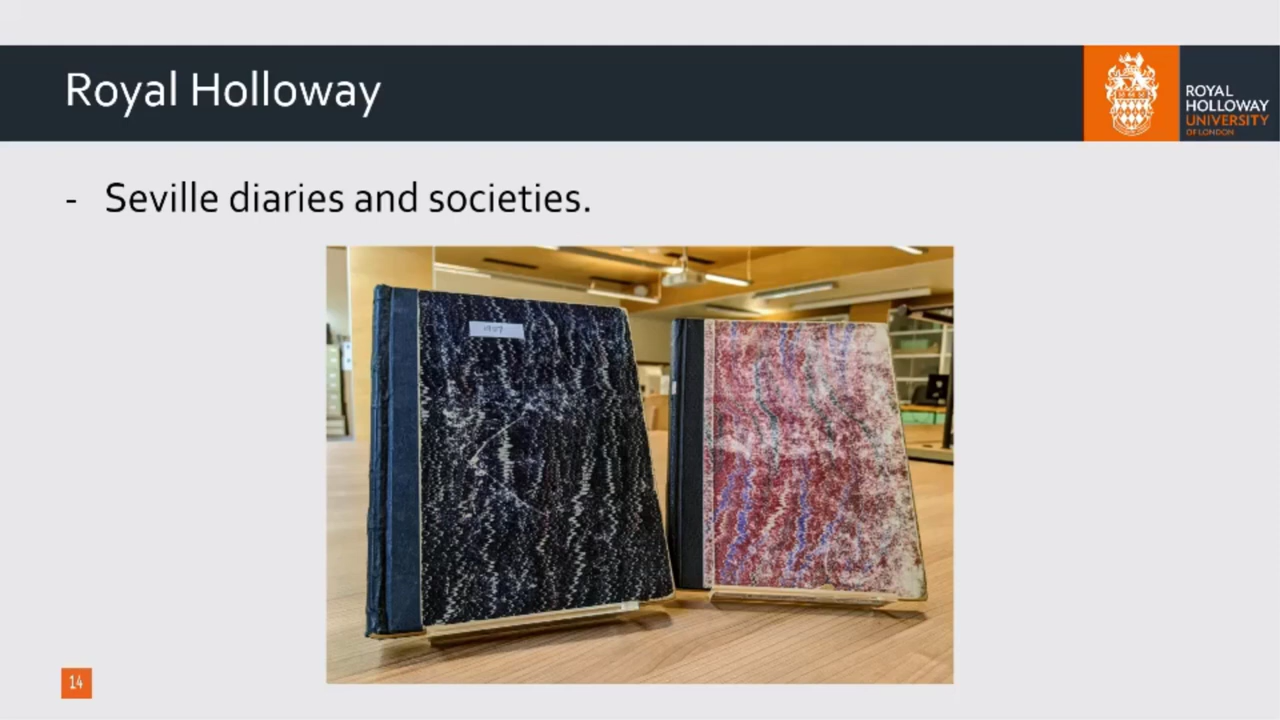 Royal Holloway
ROYAL
HOLLOWAY
UNIVERSITY
OF LONDON
- Seville diaries and societies.
14